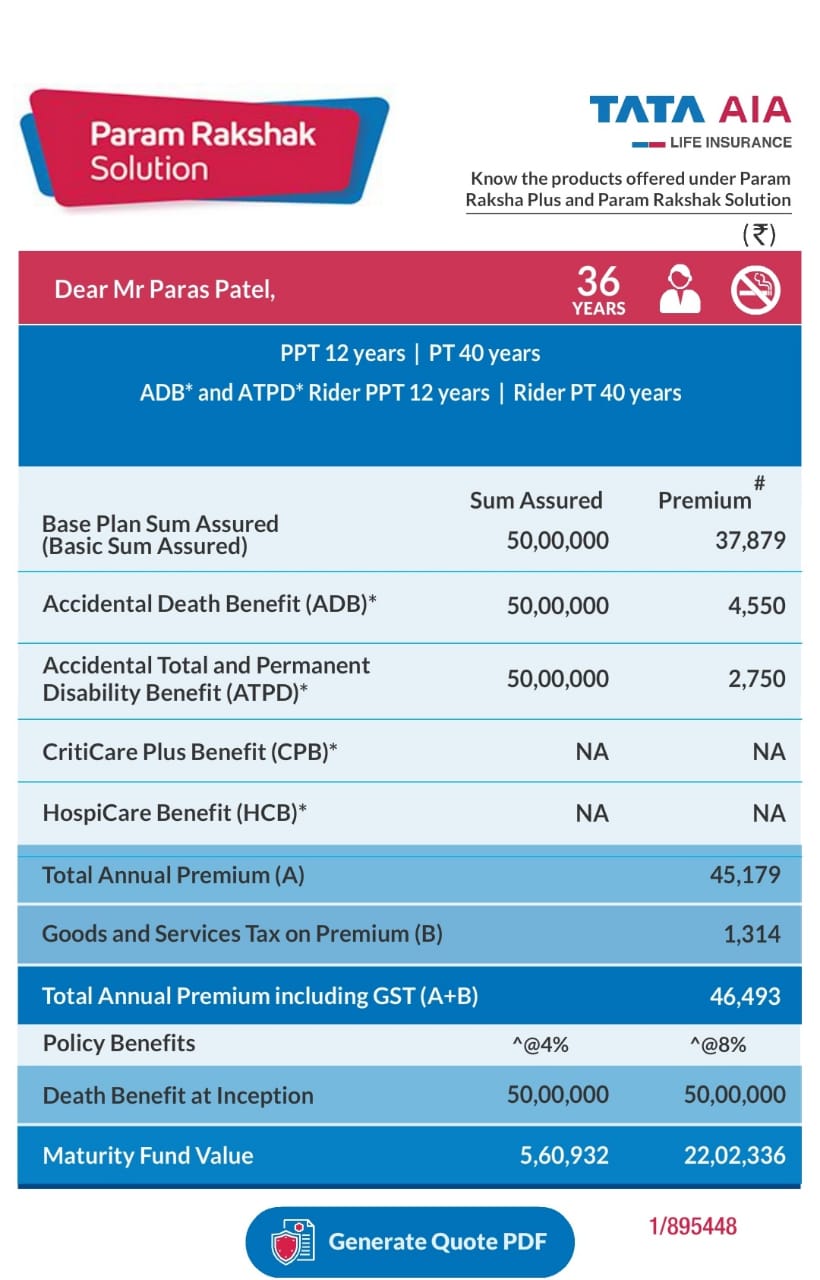 Param Rakshak
Solution
TATA AIA
LIFE INSURANCE
Know the products offered under Param
Raksha Plus and Param Rakshak Solution
(₹)
Dear Mr Paras Patel,
36
YEARS
PPT 12 years | PT 40 years
ADB* and ATPD* Rider PPT 12 years | Rider PT 40 years
Sum Assured Premium#
Base Plan Sum Assured
(Basic Sum Assured) 50,00,000 37,879
Accidental Death Benefit (ADB)* 50,00,000 4,550
Accidental Total and Permanent
Disability Benefit (ATPD)* 50,00,000 2,750
CritiCare Plus Benefit (CPB)* NA NA
HospiCare Benefit (HCB)* NA NA
Total Annual Premium (A) 45,179
Goods and Services Tax on Premium (B) 1,314
Total Annual Premium including GST (A+B) 46,493
Policy Benefits ^@4% ^@8%
Death Benefit at Inception 50,00,000 50,00,000
Maturity Fund Value 5,60,932 22,02,336
Generate Quote PDF
1/895448